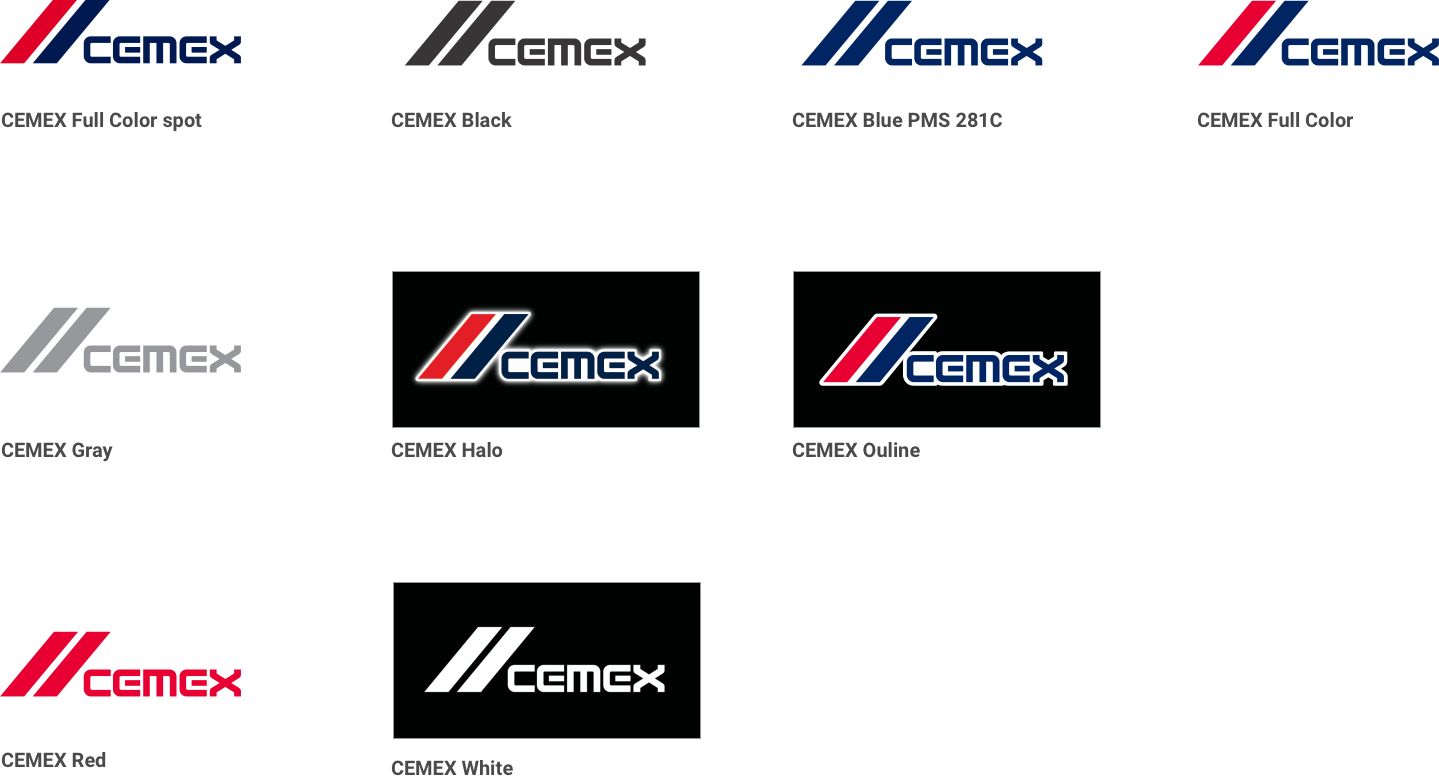 CEMEX
CEMEX
CEMEX
CEMEX
CEMEX Full Color spot
CEMEX Black
CEMEX Blue PMS 281C
CEMEX Full Color
CEMEX
CEMEX
CEMEX
CEMEX Gray
CEMEX Halo
CEMEX Ouline
CEMEX
CEMEX
CEMEX Red
CEMEX White